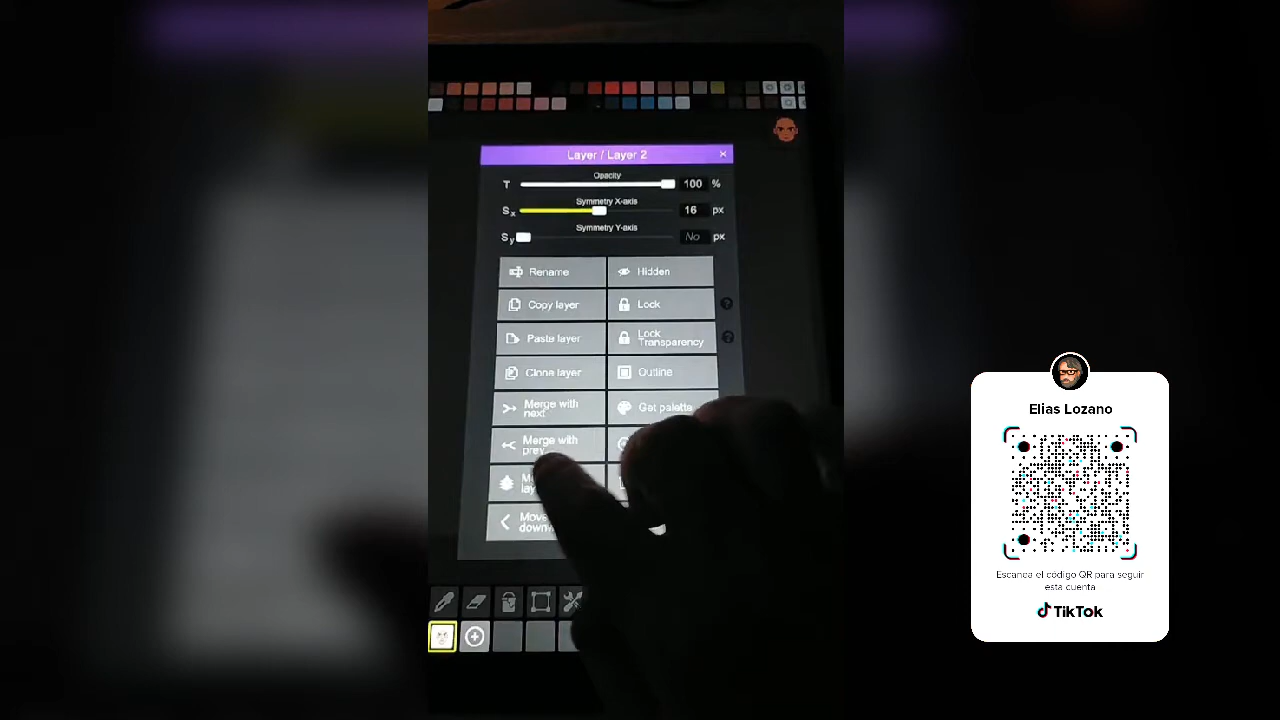 Layer / Layer 2
×
Opacity
T 100 %
Symmetry X-axis
Sx 16 px
Symmetry Y-axis
Sy No px
Rename
Hidden
Copy layer
Lock
?
Paste layer
Lock
Transparency
?
Clone layer
Outline
Merge with
next
Get palette
Merge with
prev
Move
Elias Lozano
Escanea el código QR para seguir
esta cuenta
TikTok